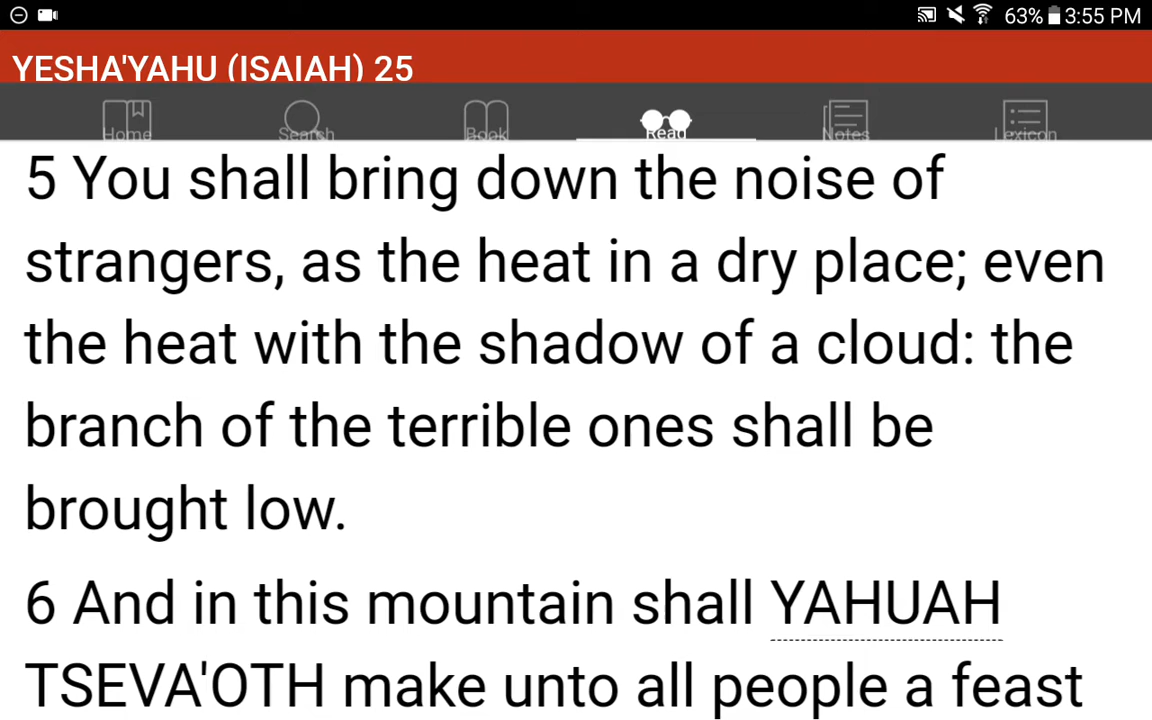 63% 3:55 PM
YESHA'YAHU (ISAIAH) 25
Home Search Book Read Notes Lexicon
5 You shall bring down the noise of
strangers, as the heat in a dry place; even
the heat with the shadow of a cloud: the
branch of the terrible ones shall be
brought low.
6 And in this mountain shall YAHUAH
TSEVA'OTH make unto all people a feast